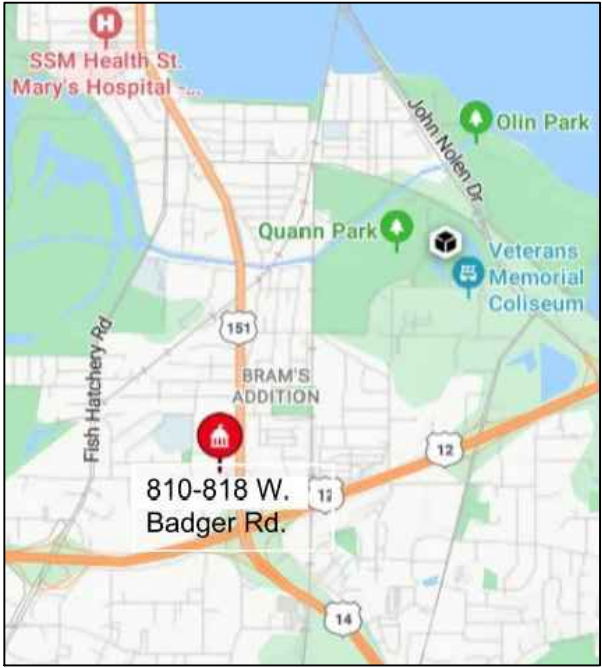 H
SSM Health St.
Mary's Hospital -...
John Nolen Dr
Olin Park
Quann Park
Veterans
Memorial
Coliseum
151
Fish Hatchery Rd
BRAM'S
ADDITION
12
810-818 W.
Badger Rd.
12
14